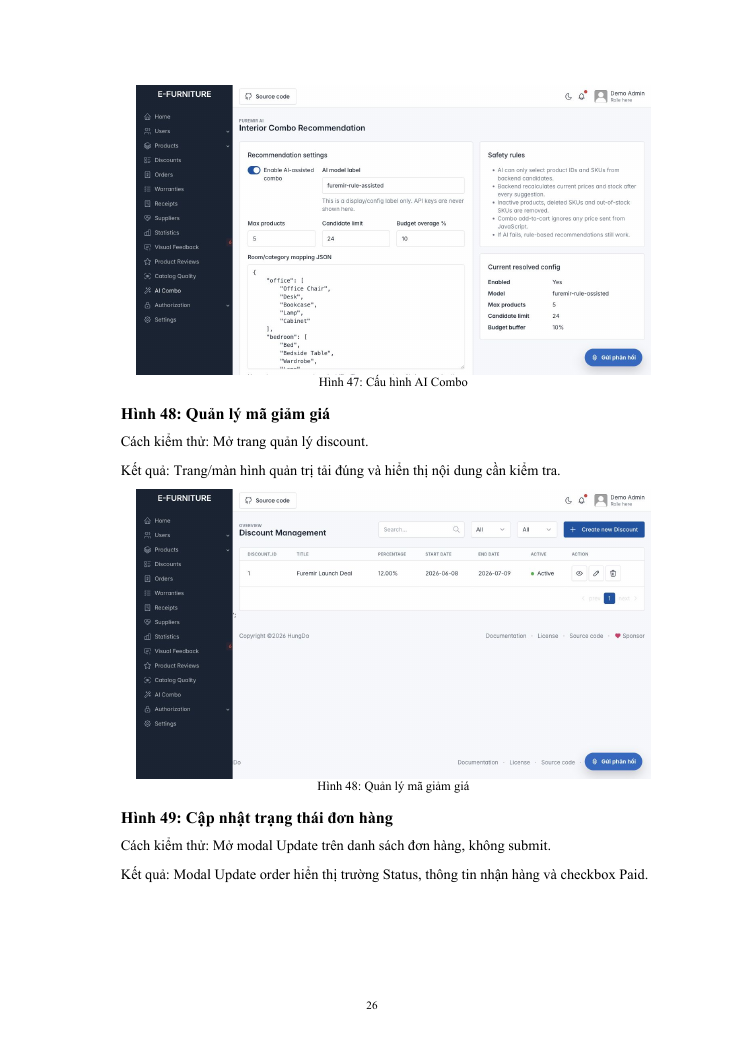 E-FURNITURE
Source code
Demo Admin
Role here
Home
Users
Products
Discounts
Orders
Warranties
Receipts
Suppliers
Statistics
Visual Feedback
Product Reviews
Catalog Quality
AI Combo
Authorization
Settings
FUREMIR AI
Interior Combo Recommendation
Recommendation settings
Enable AI-assisted
combo
AI model label
furemir-rule-assisted
This is a display/config label only. API keys are never
shown here.
Max products
Candidate limit
Budget overage %
5
24
10
Room/category mapping JSON
{
"office": [
"Office Chair",
"Desk",
"Bookcase",
"Lamp",
"Cabinet"
],
"bedroom": [
"Bed",
"Bedside Table",
"Wardrobe",
Safety rules
• AI can only select product IDs and SKUs from
backend candidates.
• Backend recalculates current prices and stock after
every suggestion.
• Inactive products, deleted SKUs and out-of-stock
SKUs are removed.
• Combo add-to-cart ignores any price sent from
JavaScript.
• If AI fails, rule-based recommendations still work.
Current resolved config
Enabled Yes
Model furemir-rule-assisted
Max products 5
Candidate limit 24
Budget buffer 10%
Gửi phản hồi
Hình 47: Cấu hình AI Combo
Hình 48: Quản lý mã giảm giá
Cách kiểm thử: Mở trang quản lý discount.
Kết quả: Trang/màn hình quản trị tải đúng và hiển thị nội dung cần kiểm tra.
E-FURNITURE
Source code
Demo Admin
Role here
Home
Users
Products
Discounts
Orders
Warranties
Receipts
Suppliers
Statistics
Visual Feedback
Product Reviews
Catalog Quality
AI Combo
Authorization
Settings
OVERVIEW
Discount Management
Search...
All
All
+ Create new Discount
DISCOUNT.ID TITLE PERCENTAGE START DATE END DATE ACTIVE ACTION
1 Furemir Launch Deal 12.00% 2026-06-08 2026-07-09 Active
1
Copyright ©2026 HungDo
Documentation · License · Source code · Sponsor
Do
Documentation · License · Source code ·
Gửi phản hồi
Hình 48: Quản lý mã giảm giá
Hình 49: Cập nhật trạng thái đơn hàng
Cách kiểm thử: Mở modal Update trên danh sách đơn hàng, không submit.
Kết quả: Modal Update order hiển thị trường Status, thông tin nhận hàng và checkbox Paid.
26